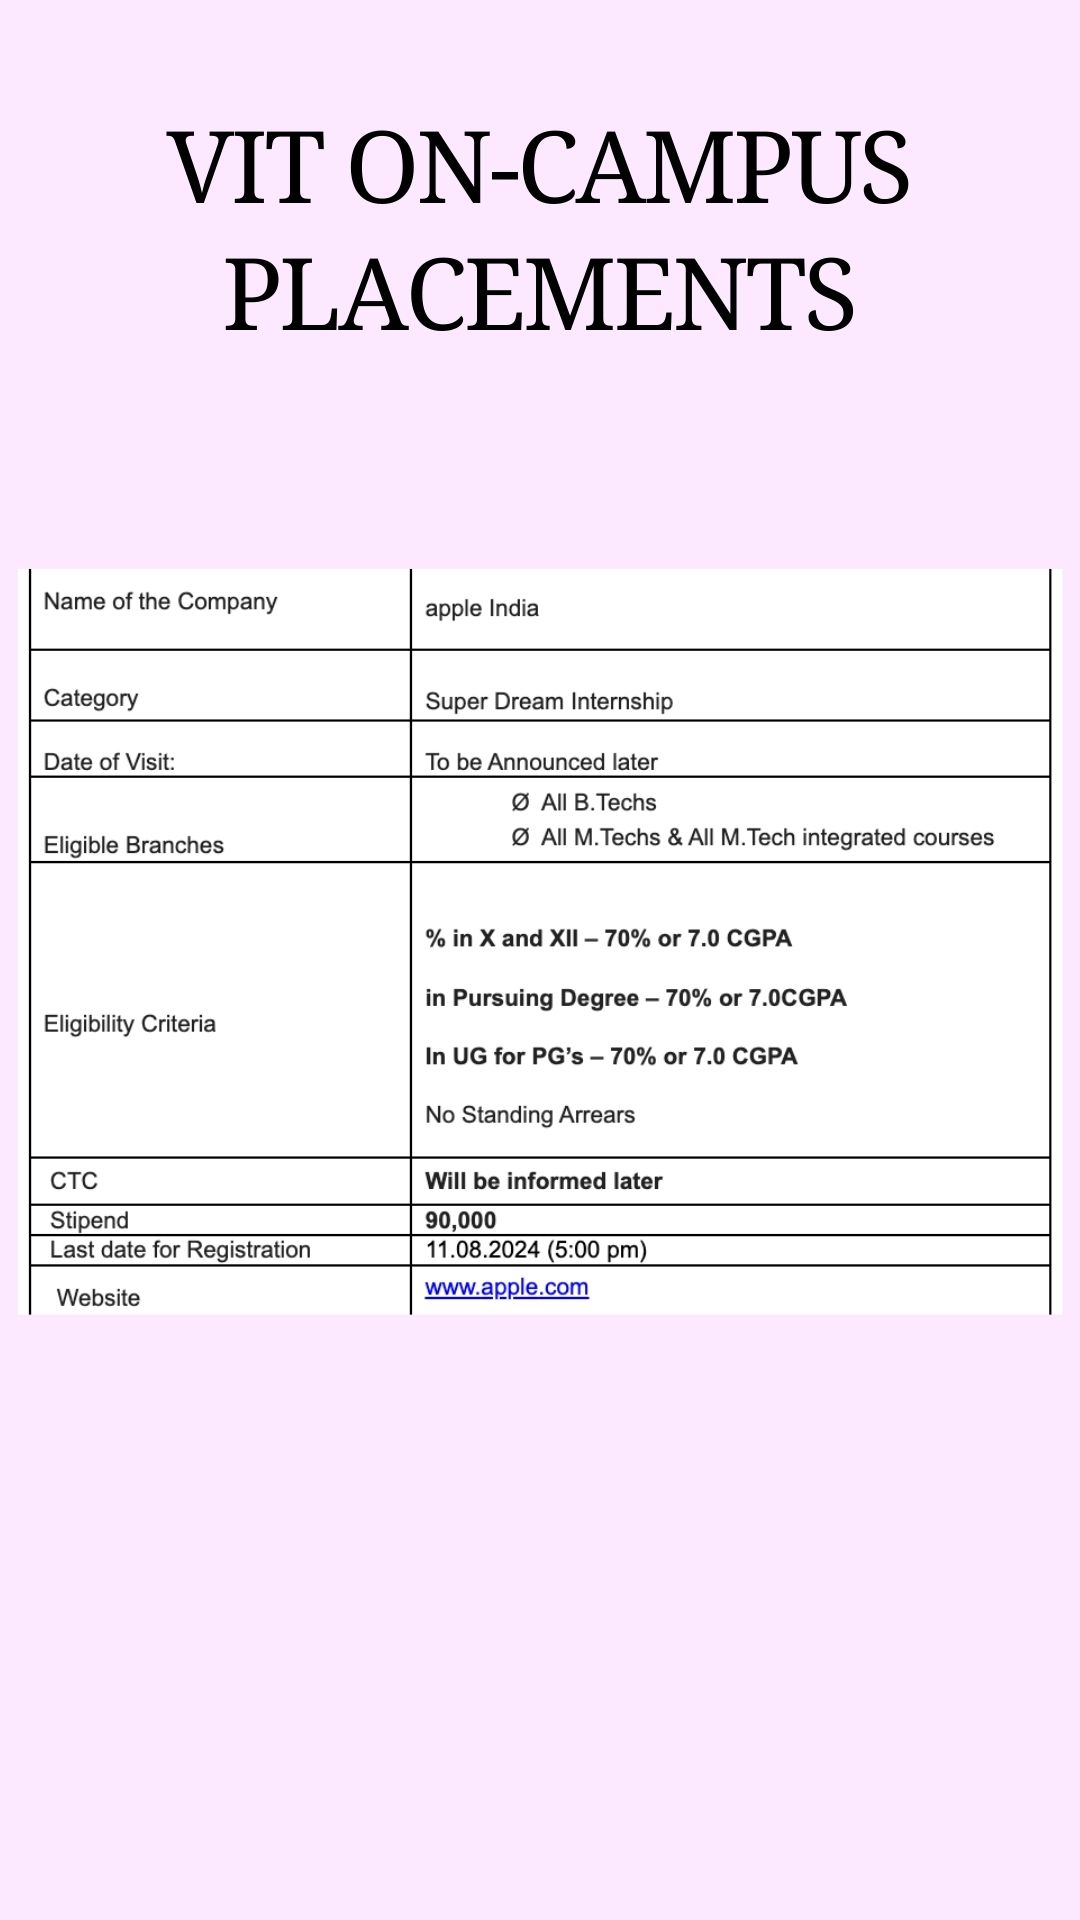 VIT ON-CAMPUS
PLACEMENTS
Name of the Company
apple India
Category
Super Dream Internship
Date of Visit:
To be Announced later
Eligible Branches
Ø All B.Techs
Ø All M.Techs & All M.Tech integrated courses
Eligibility Criteria
% in X and XII – 70% or 7.0 CGPA
in Pursuing Degree – 70% or 7.0CGPA
In UG for PG’s – 70% or 7.0 CGPA
No Standing Arrears
CTC
Will be informed later
Stipend
90,000
Last date for Registration
11.08.2024 (5:00 pm)
Website
www.apple.com